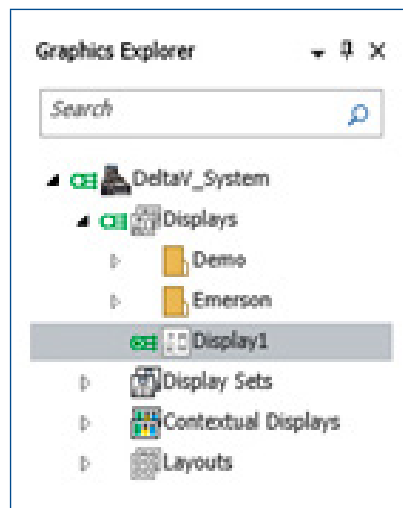 Graphics Explorer
Search
DeltaV_System
Displays
Demo
Emerson
Display1
Display Sets
Contextual Displays
Layouts